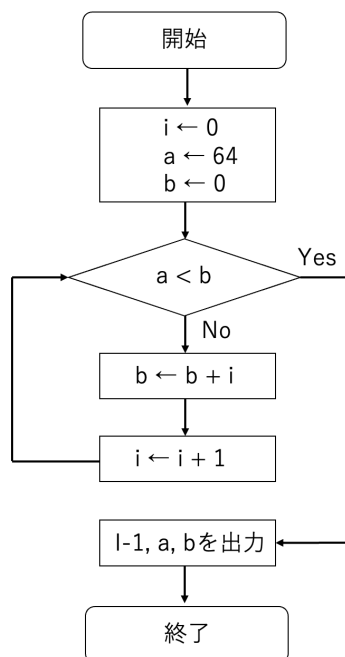 開始
i ← 0
a ← 64
b ← 0
a < b
Yes
No
b ← b + i
i ← i + 1
I-1, a, bを出力
終了